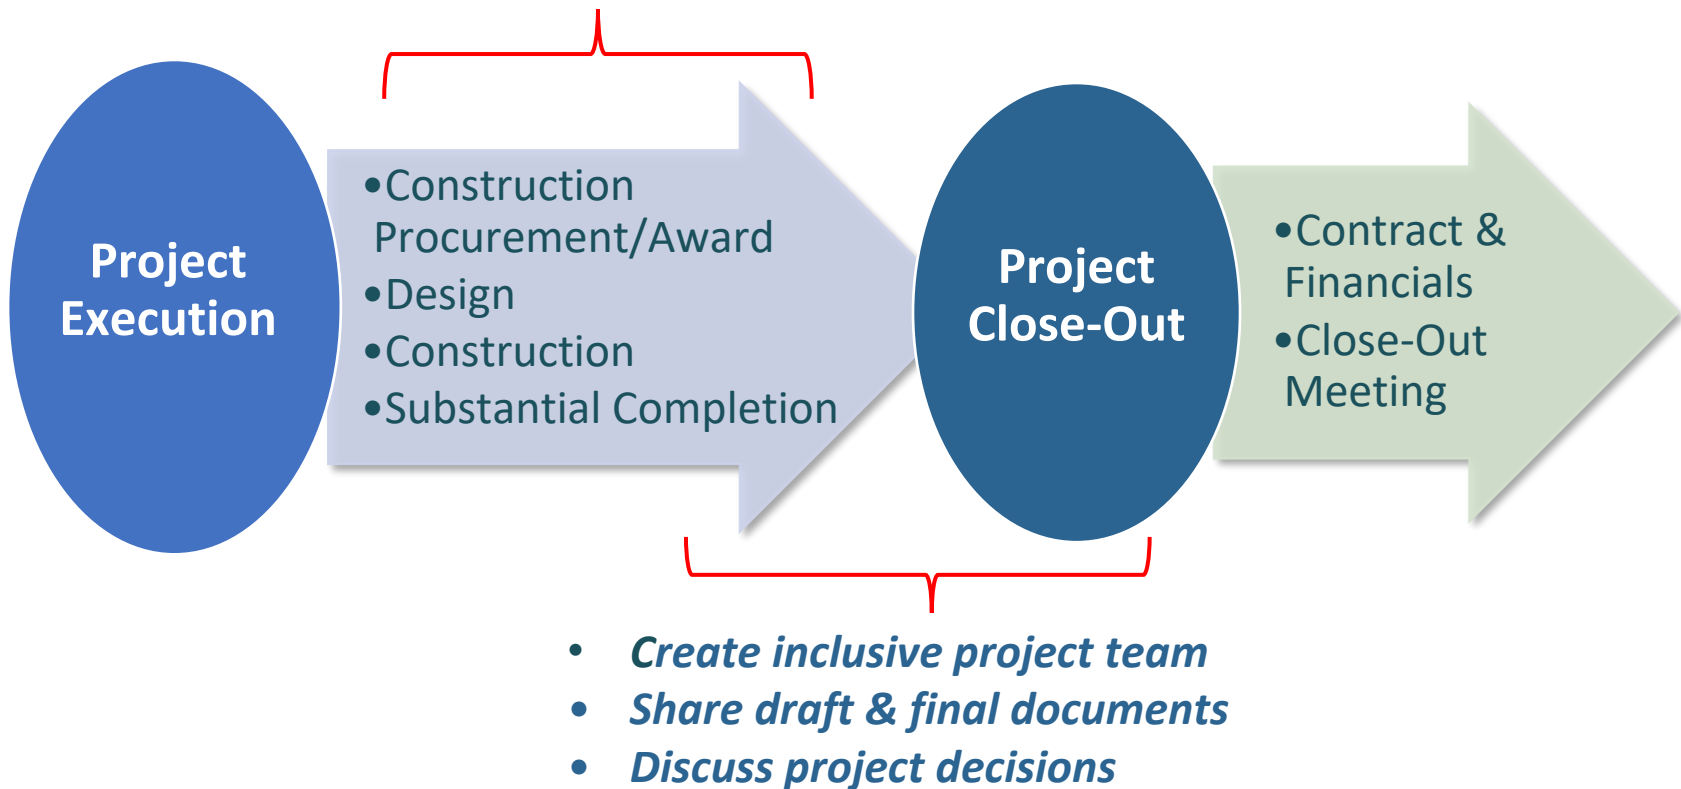 Project
Execution
•Construction
Procurement/Award
•Design
•Construction
•Substantial Completion
Project
Close-Out
•Contract &
Financials
•Close-Out
Meeting
• Create inclusive project team
• Share draft & final documents
• Discuss project decisions